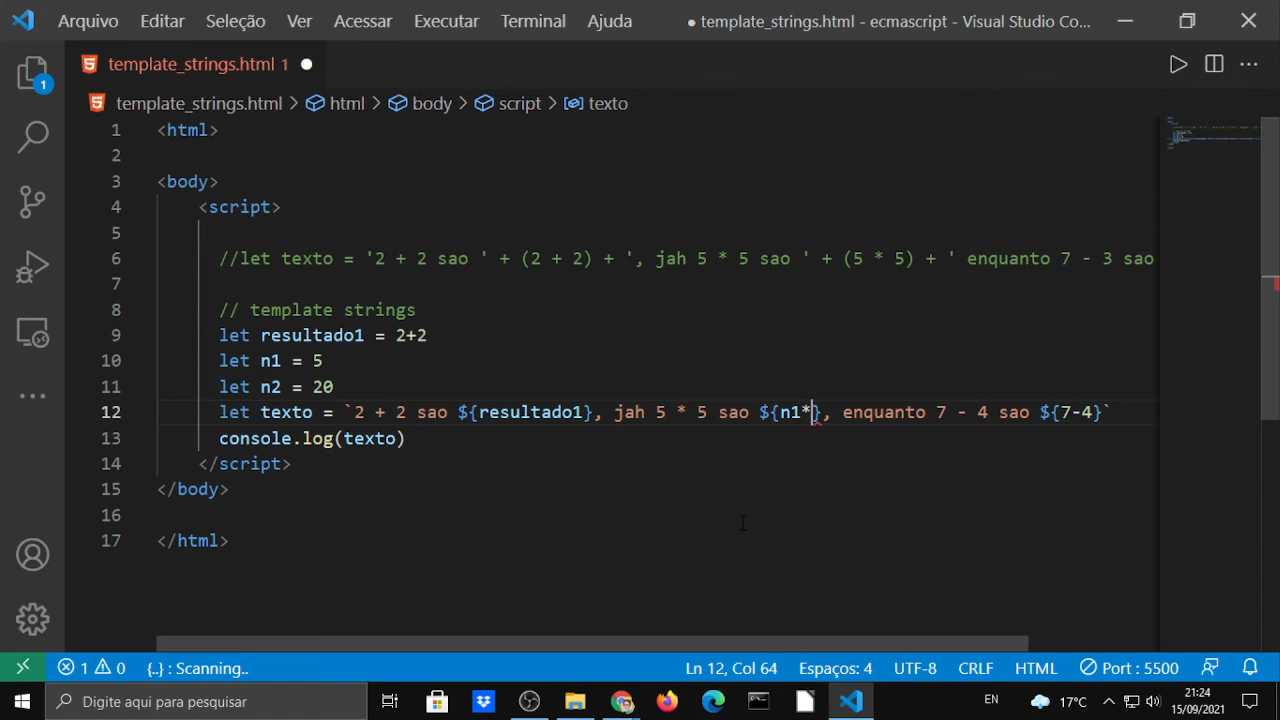 Arquivo Editar Seleção Ver Acessar Executar Terminal Ajuda ● template_strings.html - ecmascript - Visual Studio Co...
template_strings.html 1
template_strings.html > html > body > script > texto
1 <html>
2
3 <body>
4 <script>
5
6 //let texto = '2 + 2 sao ' + (2 + 2) + ', jah 5 * 5 sao ' + (5 * 5) + ' enquanto 7 - 3 sao
7
8 // template strings
9 let resultado1 = 2+2
10 let n1 = 5
11 let n2 = 20
12 let texto = `2 + 2 sao ${resultado1}, jah 5 * 5 sao ${n1*}, enquanto 7 - 4 sao ${7-4}`
13 console.log(texto)
14 </script>
15 </body>
16
17 </html>
1
1 0 {..} : Scanning.. Ln 12, Col 64 Espaços: 4 UTF-8 CRLF HTML Port : 5500
Digite aqui para pesquisar EN 17°C 21:24
15/09/2021